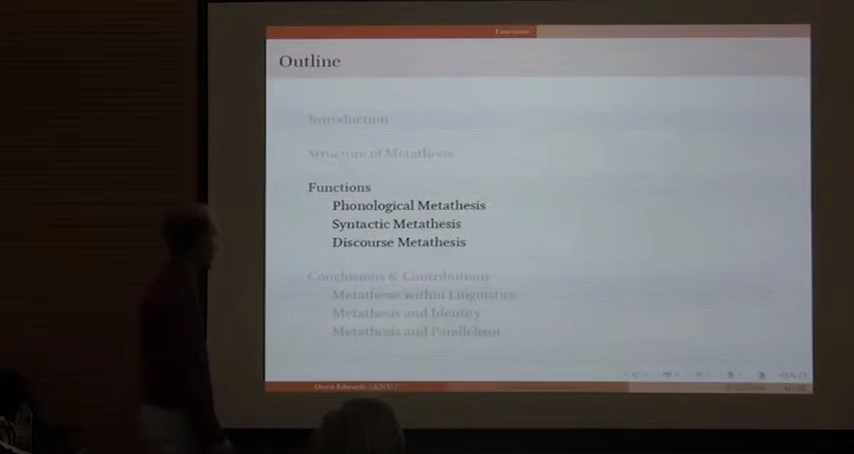 Functions
Outline
Introduction
Structure of Metathesis
Functions
Phonological Metathesis
Syntactic Metathesis
Discourse Metathesis
Conclusions & Contributions
Metathesis within Linguistics
Metathesis and Identity
Metathesis and Parallelism
Owen Edwards (ANU)